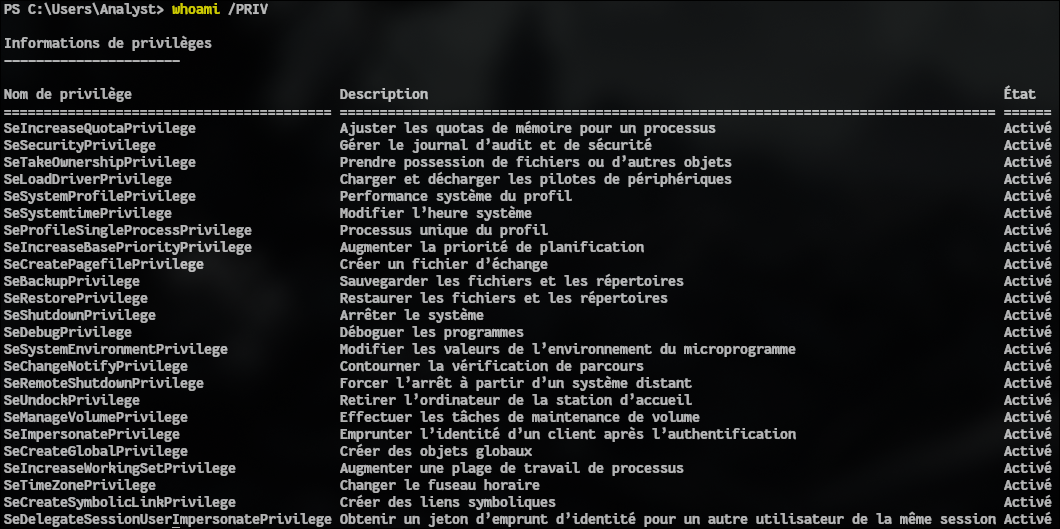 PS C:\Users\Analyst> whoami /PRIV
Informations de privilèges
----------------------
Nom de privilège Description État
========================================= ================================================================================== ======
SeIncreaseQuotaPrivilege Ajuster les quotas de mémoire pour un processus Activé
SeSecurityPrivilege Gérer le journal d’audit et de sécurité Activé
SeTakeOwnershipPrivilege Prendre possession de fichiers ou d’autres objets Activé
SeLoadDriverPrivilege Charger et décharger les pilotes de périphériques Activé
SeSystemProfilePrivilege Performance système du profil Activé
SeSystemtimePrivilege Modifier l’heure système Activé
SeProfileSingleProcessPrivilege Processus unique du profil Activé
SeIncreaseBasePriorityPrivilege Augmenter la priorité de planification Activé
SeCreatePagefilePrivilege Créer un fichier d’échange Activé
SeBackupPrivilege Sauvegarder les fichiers et les répertoires Activé
SeRestorePrivilege Restaurer les fichiers et les répertoires Activé
SeShutdownPrivilege Arrêter le système Activé
SeDebugPrivilege Déboguer les programmes Activé
SeSystemEnvironmentPrivilege Modifier les valeurs de l’environnement du microprogramme Activé
SeChangeNotifyPrivilege Contourner la vérification de parcours Activé
SeRemoteShutdownPrivilege Forcer l’arrêt à partir d’un système distant Activé
SeUndockPrivilege Retirer l’ordinateur de la station d’accueil Activé
SeManageVolumePrivilege Effectuer les tâches de maintenance de volume Activé
SeImpersonatePrivilege Emprunter l’identité d’un client après l’authentification Activé
SeCreateGlobalPrivilege Créer des objets globaux Activé
SeIncreaseWorkingSetPrivilege Augmenter une plage de travail de processus Activé
SeTimeZonePrivilege Changer le fuseau horaire Activé
SeCreateSymbolicLinkPrivilege Créer des liens symboliques Activé
SeDelegateSessionUserImpersonatePrivilege Obtenir un jeton d’emprunt d’identité pour un autre utilisateur de la même session Activé